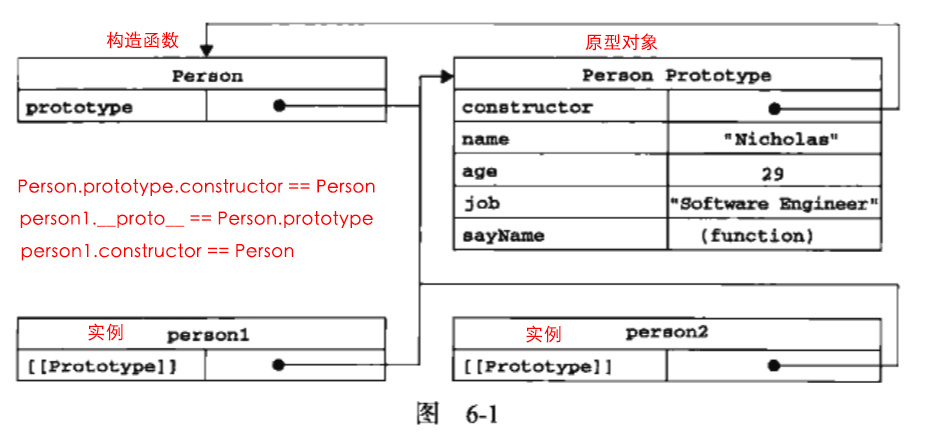 构造函数
原型对象
Person
prototype
Person Prototype
constructor
name
"Nicholas"
age
29
job
"Software Engineer"
sayName
(function)
Person.prototype.constructor == Person
person1.__proto__ == Person.prototype
person1.constructor == Person
实例 person1
[[Prototype]]
实例 person2
[[Prototype]]
图 6-1